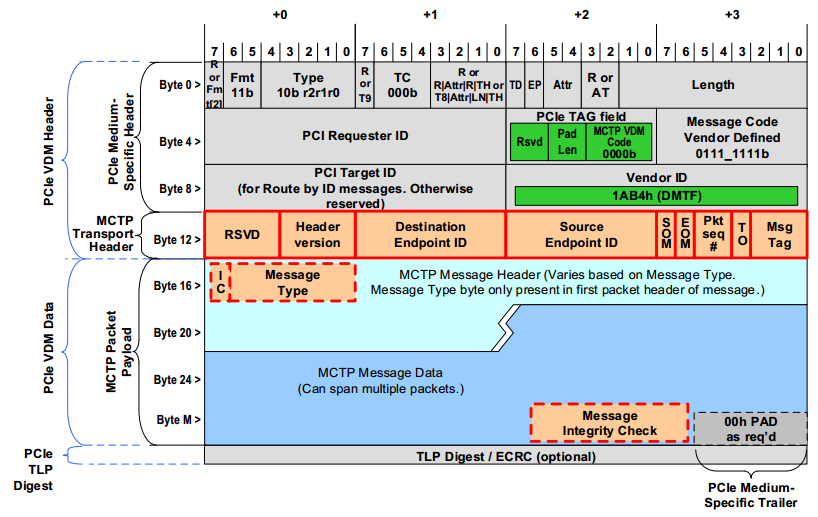 +0 +1 +2 +3
7 6 5 4 3 2 1 0 7 6 5 4 3 2 1 0 7 6 5 4 3 2 1 0 7 6 5 4 3 2 1 0
PCIe VDM Header
PCIe Medium-
Specific Header
Byte 0 >
R
or
Fm
t[2]
Fmt
11b
Type
10b r2r1r0
R
or
T9
TC
000b
R or
R|Attr|R|TH or
T8|Attr|LN|TH
TD
EP
Attr
R or
AT
Length
Byte 4 >
PCI Requester ID
PCIe TAG field
Rsvd
Pad
Len
MCTP VDM
Code
0000b
Message Code
Vendor Defined
0111_1111b
Byte 8 >
PCI Target ID
(for Route by ID messages. Otherwise
reserved)
Vendor ID
1AB4h (DMTF)
MCTP
Transport
Header
Byte 12 >
RSVD
Header
version
Destination
Endpoint ID
Source
Endpoint ID
S
O
M
E
O
M
Pkt
seq
#
T
O
Msg
Tag
PCIe VDM Data
MCTP Packet
Payload
Byte 16 >
I
C
Message
Type
MCTP Message Header (Varies based on Message Type.
Message Type byte only present in first packet header of message.)
Byte 20 >
Byte 24 >
MCTP Message Data
(Can span multiple packets.)
Byte M >
Message
Integrity Check
00h PAD
as req'd
PCIe
TLP
Digest
TLP Digest / ECRC (optional)
PCIe Medium-
Specific Trailer